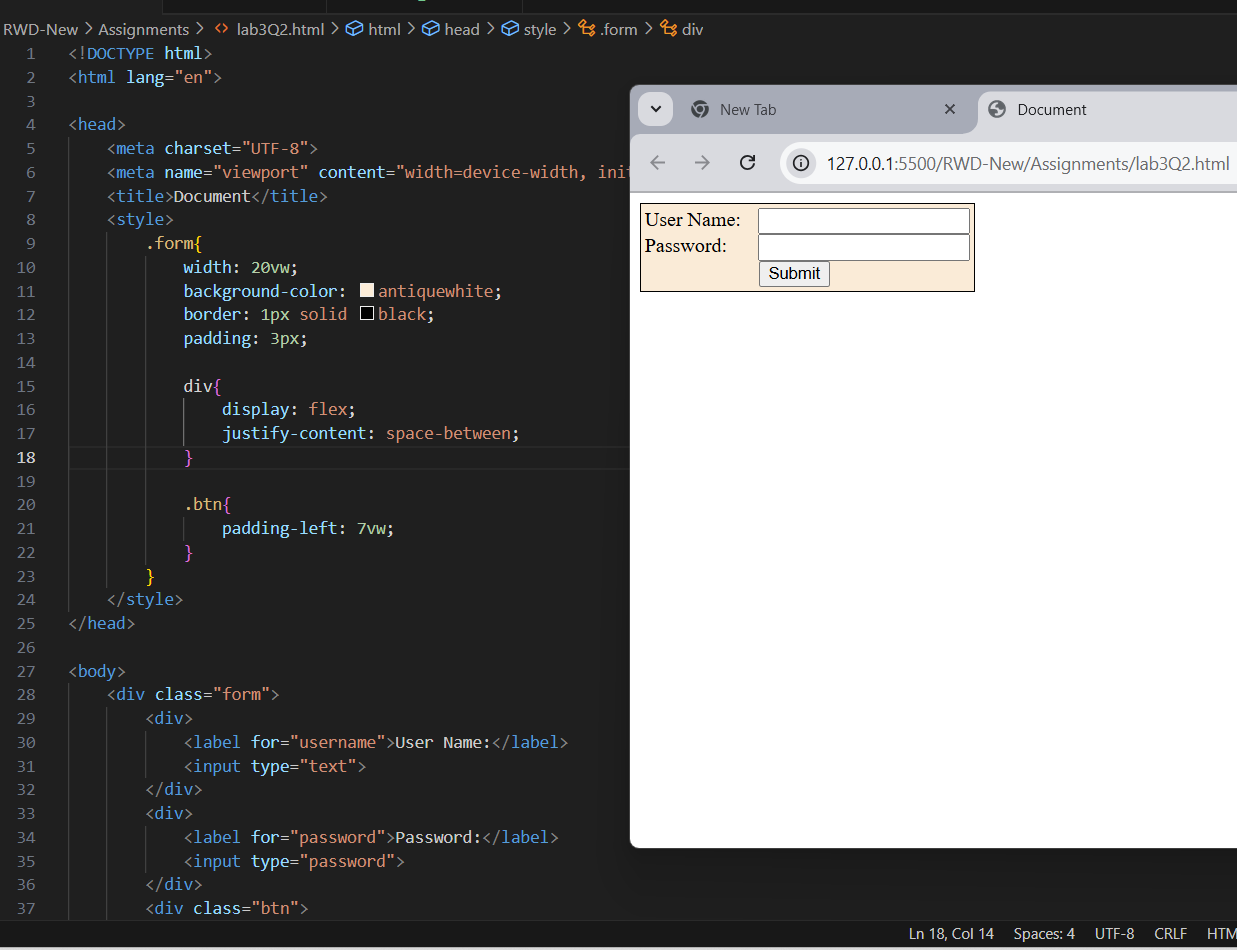 RWD-New > Assignments > <> lab3Q2.html > html > head > style > .form > div
1 <!DOCTYPE html>
2 <html lang="en">
3
4 <head>
5 <meta charset="UTF-8">
6 <meta name="viewport" content="width=device-width, init
7 <title>Document</title>
8 <style>
9 .form{
10 width: 20vw;
11 background-color: antiquewhite;
12 border: 1px solid black;
13 padding: 3px;
14
15 div{
16 display: flex;
17 justify-content: space-between;
18 }
19
20 .btn{
21 padding-left: 7vw;
22 }
23 }
24 </style>
25 </head>
26
27 <body>
28 <div class="form">
29 <div>
30 <label for="username">User Name:</label>
31 <input type="text">
32 </div>
33 <div>
34 <label for="password">Password:</label>
35 <input type="password">
36 </div>
37 <div class="btn">
New Tab
Document
127.0.0.1:5500/RWD-New/Assignments/lab3Q2.html
User Name:
Password:
Submit
Ln 18, Col 14 Spaces: 4 UTF-8 CRLF HTM